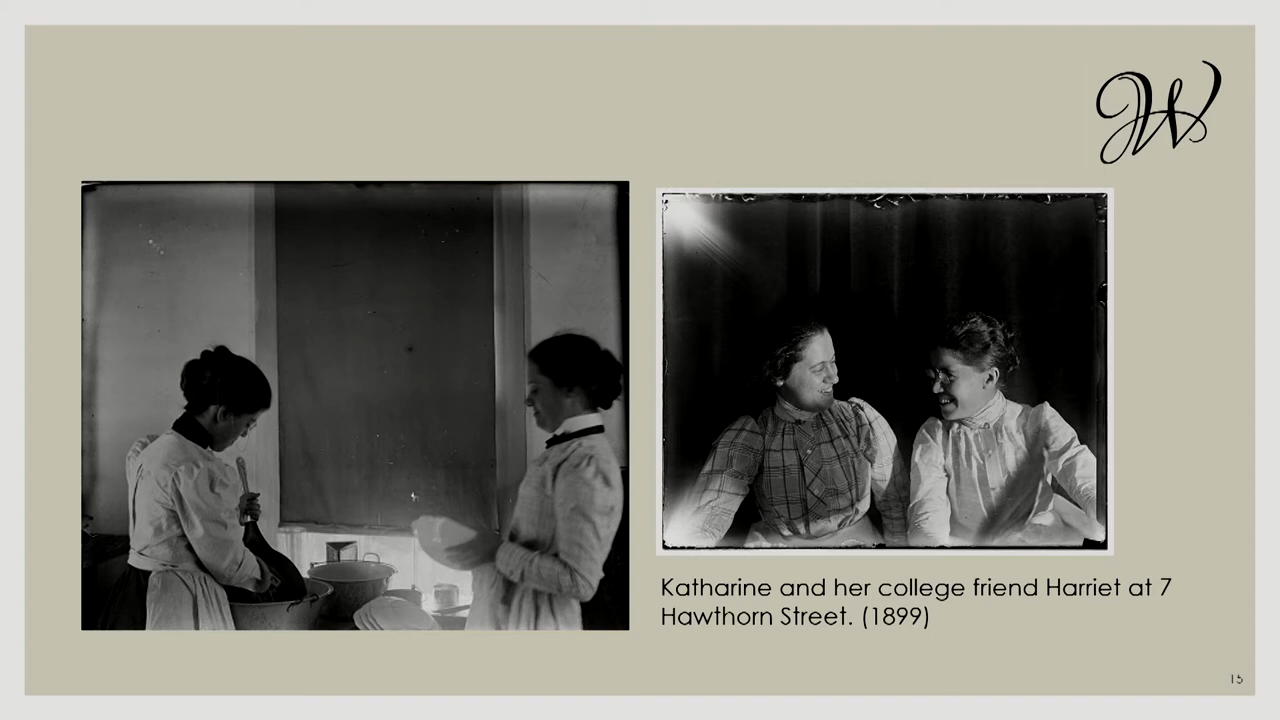 W
Katharine and her college friend Harriet at 7
Hawthorn Street. (1899)
15